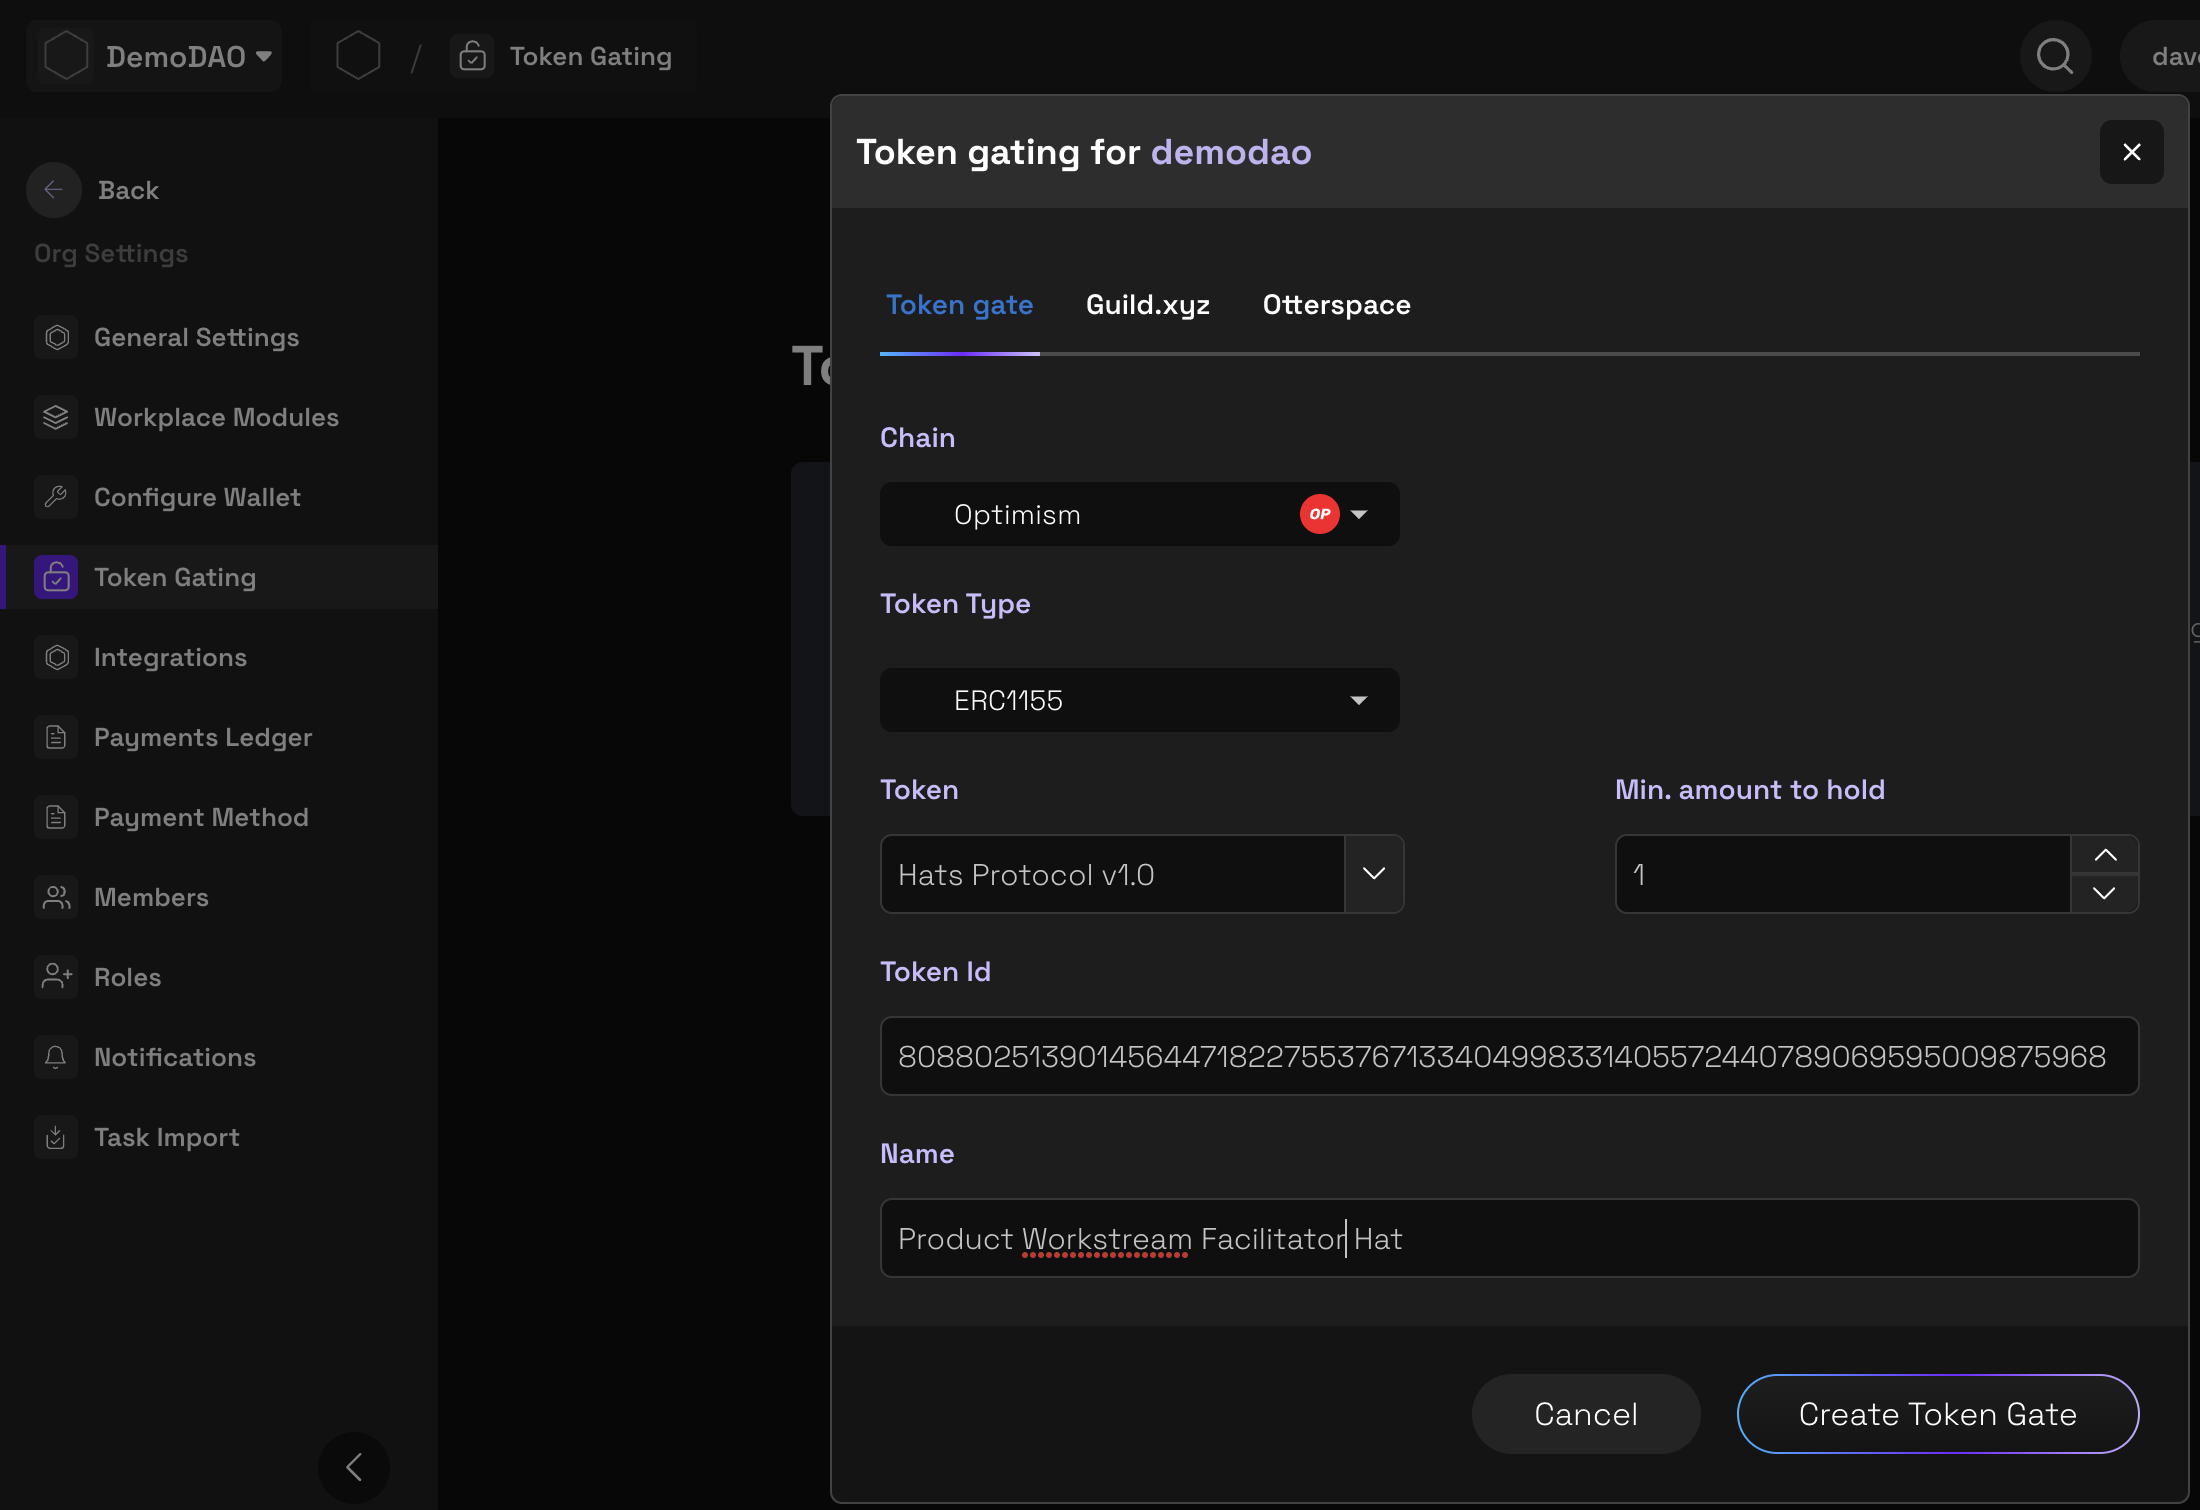 DemoDAO
/
Token Gating
Back
Org Settings
General Settings
Workplace Modules
Configure Wallet
Token Gating
Integrations
Payments Ledger
Payment Method
Members
Roles
Notifications
Task Import
Token gating for demodao
Token gate Guild.xyz Otterspace
Chain
Optimism OP
Token Type
ERC1155
Token Min. amount to hold
Hats Protocol v1.0 1
Token Id
80880251390145644718227553767133404998331405572440789069595009875968
Name
Product Workstream Facilitator Hat
Cancel Create Token Gate